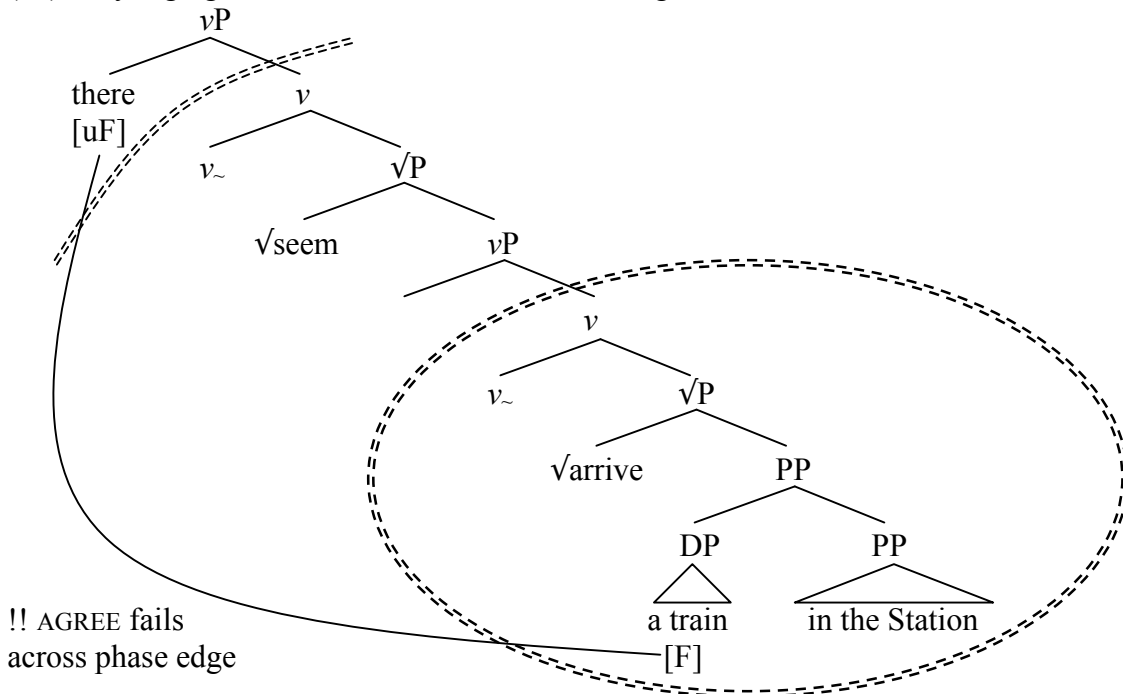 vP
there
[uF]
v
v~
√P
√seem
vP
v
v~
√P
√arrive
PP
DP
PP
a train
in the Station
[F]
!! AGREE fails
across phase edge